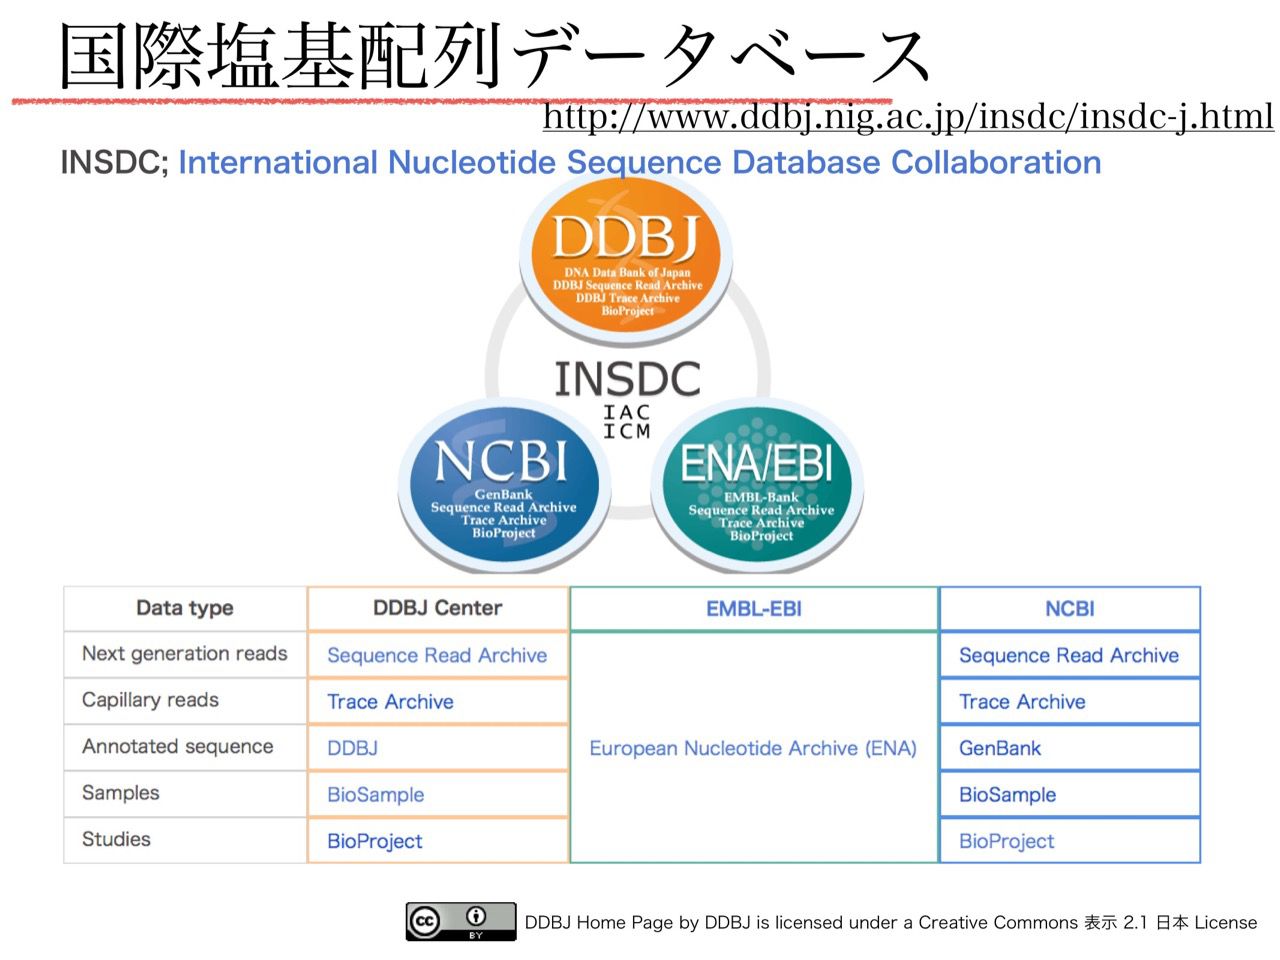 国際塩基配列データベース
http://www.ddbj.nig.ac.jp/insdc/insdc-j.html
INSDC; International Nucleotide Sequence Database Collaboration
DDBJ
DNA Data Bank of Japan
DDBJ Sequence Read Archive
DDBJ Trace Archive
BioProject
INSDC
IAC
ICM
NCBI
GenBank
Sequence Read Archive
Trace Archive
BioProject
ENA/EBI
EMBL-Bank
Sequence Read Archive
Trace Archive
BioProject
Data type DDBJ Center EMBL-EBI NCBI
Next generation reads Sequence Read Archive Sequence Read Archive
Capillary reads Trace Archive Trace Archive
Annotated sequence DDBJ European Nucleotide Archive (ENA) GenBank
Samples BioSample BioSample
Studies BioProject BioProject
cc BY DDBJ Home Page by DDBJ is licensed under a Creative Commons 表示 2.1 日本 License